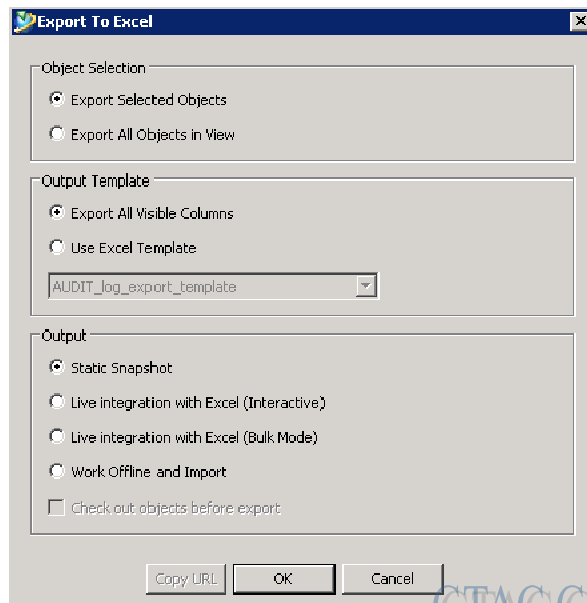 Export To Excel
Object Selection
Export Selected Objects
Export All Objects in View
Output Template
Export All Visible Columns
Use Excel Template
AUDIT_log_export_template
Output
Static Snapshot
Live integration with Excel (Interactive)
Live integration with Excel (Bulk Mode)
Work Offline and Import
Check out objects before export
Copy URL OK Cancel